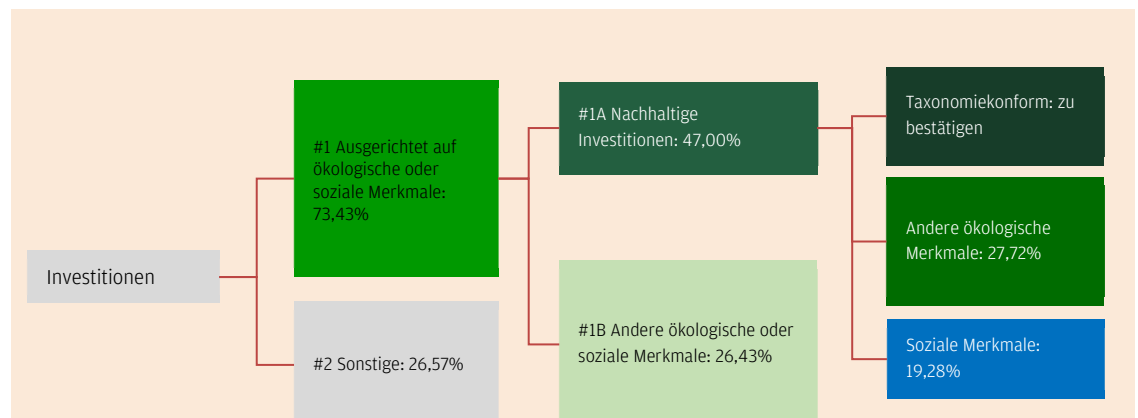 Investitionen
#1 Ausgerichtet auf
ökologische oder
soziale Merkmale:
73,43%
#2 Sonstige: 26,57%
#1A Nachhaltige
Investitionen: 47,00%
#1B Andere ökologische oder
soziale Merkmale: 26,43%
Taxonomiekonform: zu
bestätigen
Andere ökologische
Merkmale: 27,72%
Soziale Merkmale:
19,28%